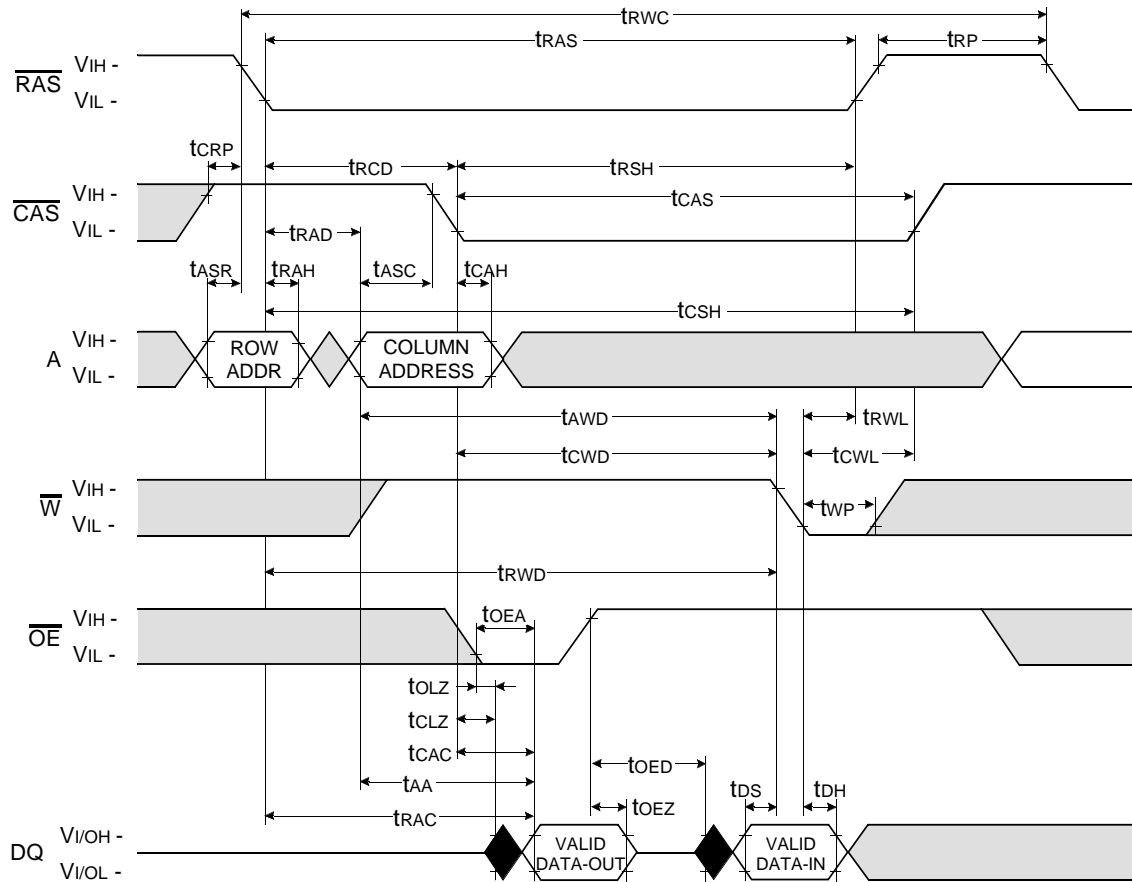 tRWC
tRAS
tRP
RAS
VIH -
VIL -
tCRP
tRCD
tRSH
CAS
VIH -
VIL -
tCAS
tRAD
tASR
tRAH
tASC
tCAH
tCSH
A
VIH -
VIL -
ROW
ADDR
COLUMN
ADDRESS
tAWD
tRWL
tCWD
tCWL
W
VIH -
VIL -
tWP
tRWD
OE
VIH -
VIL -
tOEA
tOLZ
tCLZ
tCAC
tOED
tAA
tDS
tDH
tOEZ
tRAC
DQ
VI/OH -
VI/OL -
VALID
DATA-OUT
VALID
DATA-IN